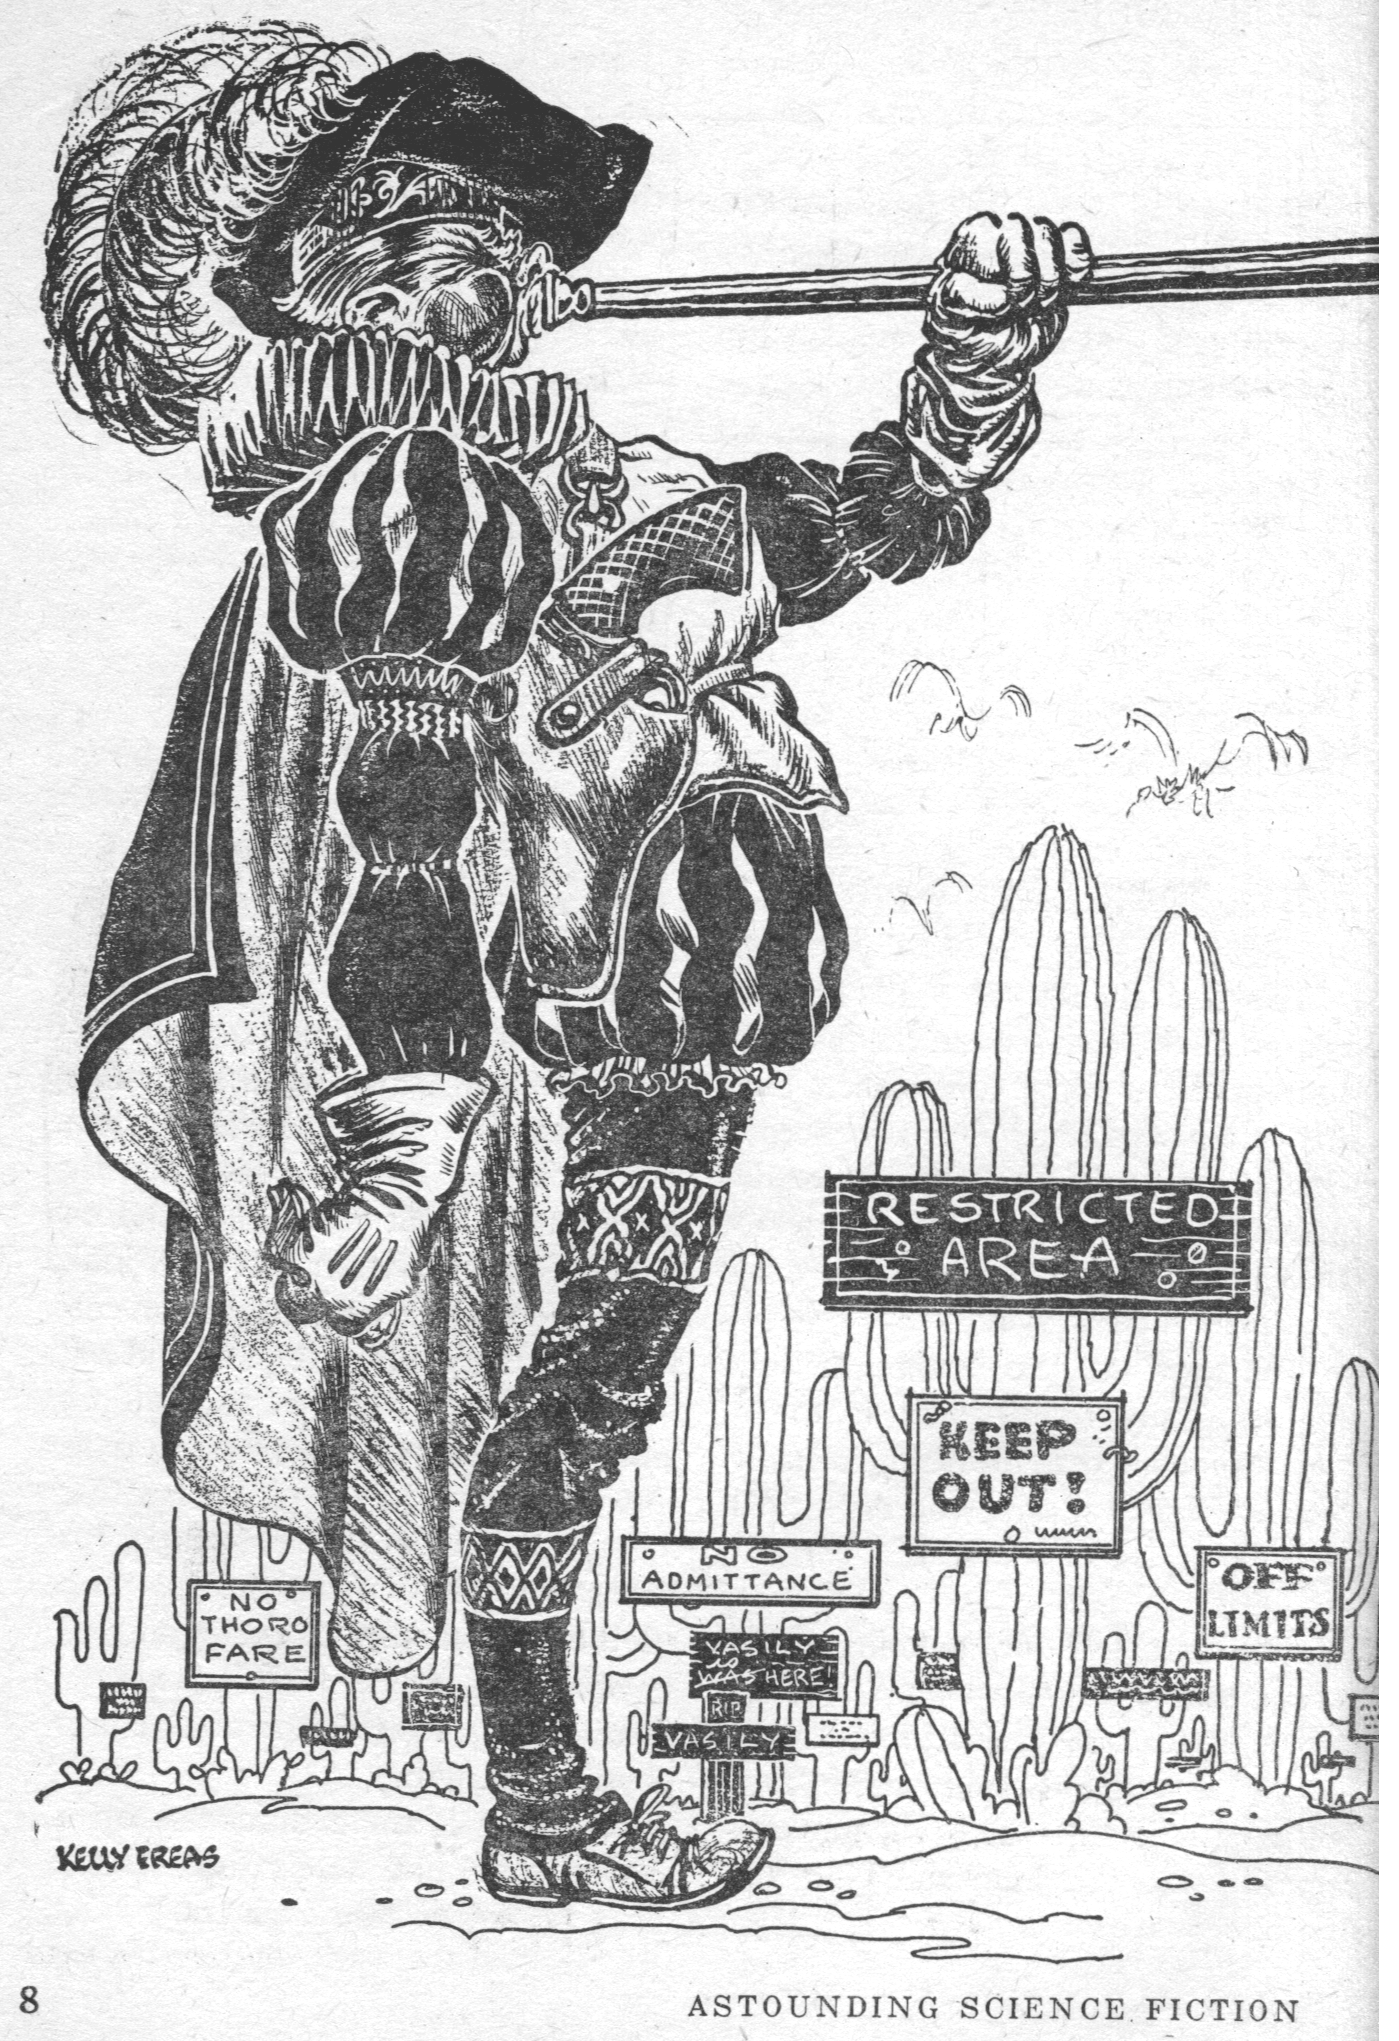 RESTRICTED
AREA
KEEP
OUT!
NO
ADMITTANCE
OFF
LIMITS
NO
THORO
FARE
VASILY
is
WAS HERE!
RIP
VASILY
KELLY FREAS
8
ASTOUNDING SCIENCE FICTION